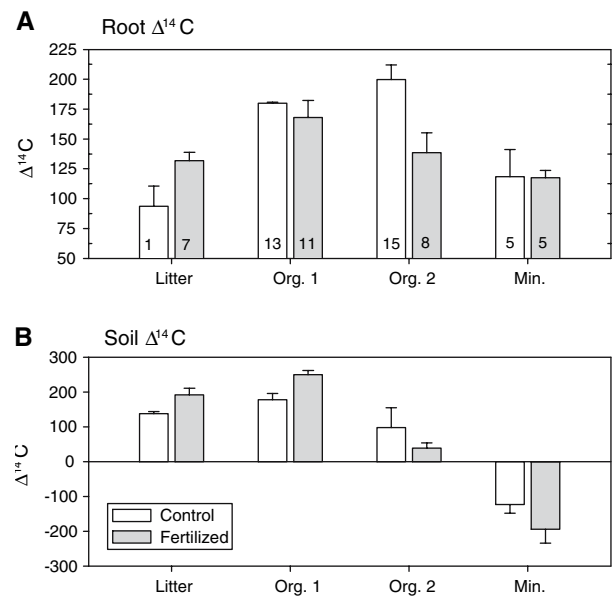 A Root Δ¹⁴ C
225
200
175
150
125
100
75
50
Δ¹⁴C
1 7 13 11 15 8 5 5
Litter Org. 1 Org. 2 Min.
B Soil Δ¹⁴ C
300
200
100
0
-100
-200
-300
Δ¹⁴C
Control
Fertilized
Litter Org. 1 Org. 2 Min.